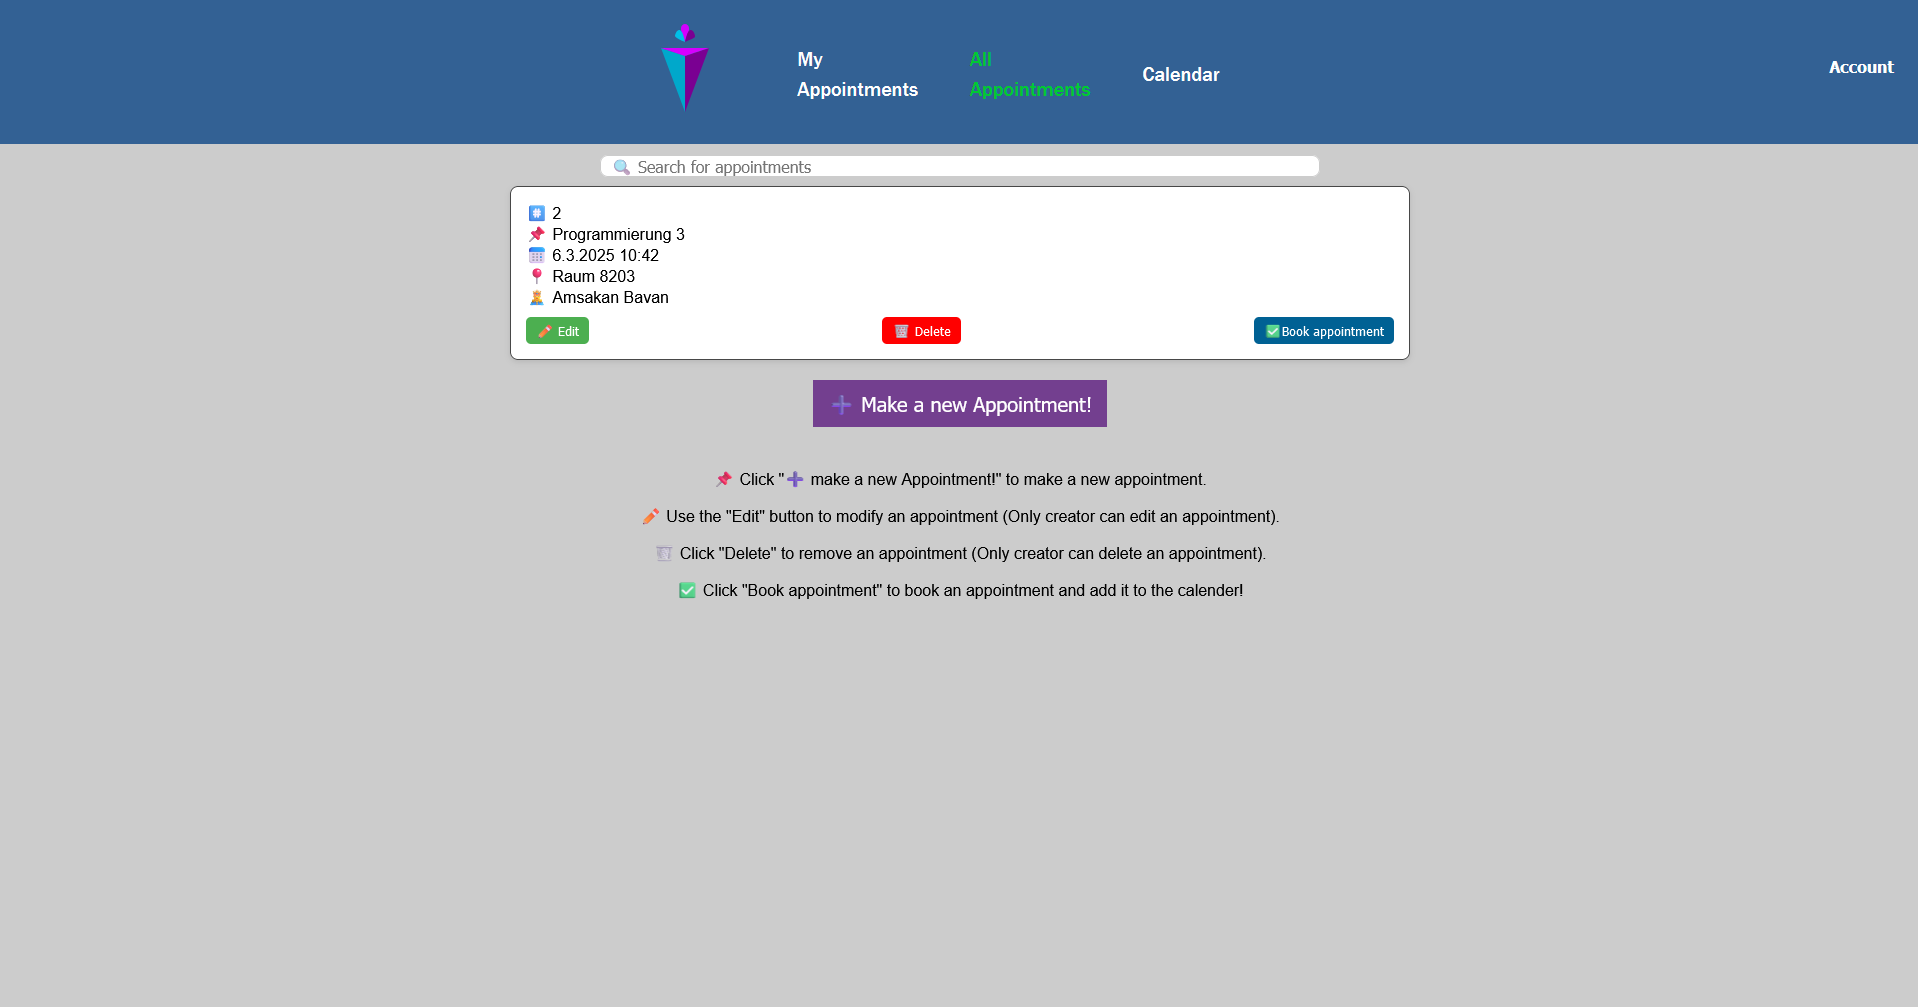 My
Appointments
All
Appointments
Calendar
Account
🔍 Search for appointments
#️⃣ 2
📌 Programmierung 3
📅 6.3.2025 10:42
📍 Raum 8203
🤴 Amsakan Bavan
✏️ Edit
🗑️ Delete
✅Book appointment
➕ Make a new Appointment!
📌 Click "➕ make a new Appointment!" to make a new appointment.
✏️ Use the "Edit" button to modify an appointment (Only creator can edit an appointment).
🗑️ Click "Delete" to remove an appointment (Only creator can delete an appointment).
✅ Click "Book appointment" to book an appointment and add it to the calender!